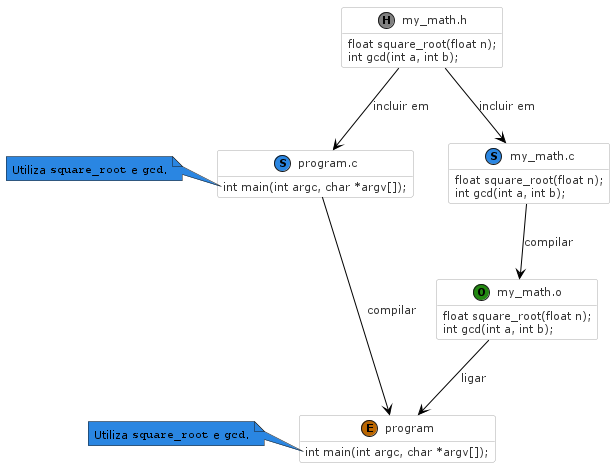 H my_math.h
float square_root(float n);
int gcd(int a, int b);
incluir em
incluir em
S program.c
int main(int argc, char *argv[]);
Utiliza square_root e gcd.
S my_math.c
float square_root(float n);
int gcd(int a, int b);
compilar
O my_math.o
float square_root(float n);
int gcd(int a, int b);
compilar
ligar
E program
int main(int argc, char *argv[]);
Utiliza square_root e gcd.